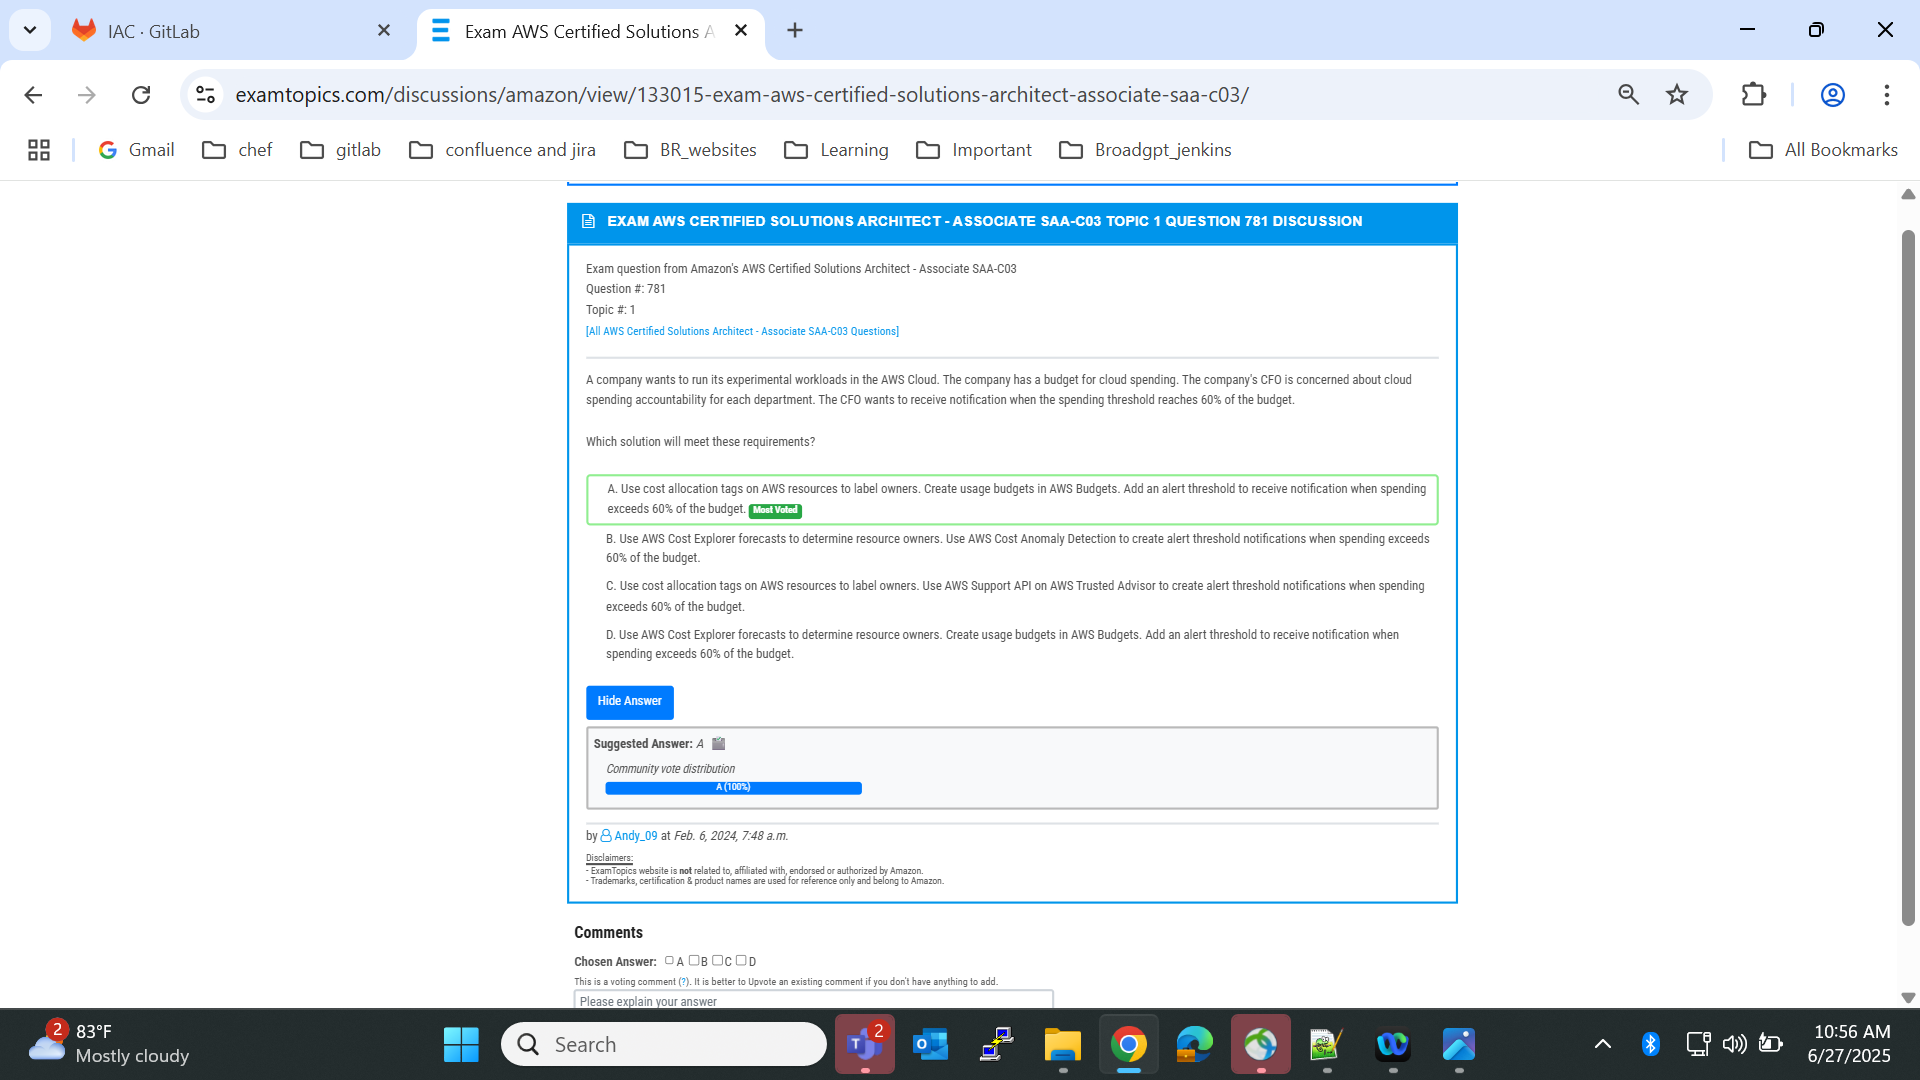 IAC · GitLab
Exam AWS Certified Solutions A
examtopics.com/discussions/amazon/view/133015-exam-aws-certified-solutions-architect-associate-saa-c03/
Gmail chef gitlab confluence and jira BR_websites Learning Important Broadgpt_jenkins All Bookmarks
EXAM AWS CERTIFIED SOLUTIONS ARCHITECT - ASSOCIATE SAA-C03 TOPIC 1 QUESTION 781 DISCUSSION
Exam question from Amazon's AWS Certified Solutions Architect - Associate SAA-C03
Question #: 781
Topic #: 1
[All AWS Certified Solutions Architect - Associate SAA-C03 Questions]
A company wants to run its experimental workloads in the AWS Cloud. The company has a budget for cloud spending. The company's CFO is concerned about cloud
spending accountability for each department. The CFO wants to receive notification when the spending threshold reaches 60% of the budget.
Which solution will meet these requirements?
A. Use cost allocation tags on AWS resources to label owners. Create usage budgets in AWS Budgets. Add an alert threshold to receive notification when spending
exceeds 60% of the budget. Most Voted
B. Use AWS Cost Explorer forecasts to determine resource owners. Use AWS Cost Anomaly Detection to create alert threshold notifications when spending exceeds
60% of the budget.
C. Use cost allocation tags on AWS resources to label owners. Use AWS Support API on AWS Trusted Advisor to create alert threshold notifications when spending
exceeds 60% of the budget.
D. Use AWS Cost Explorer forecasts to determine resource owners. Create usage budgets in AWS Budgets. Add an alert threshold to receive notification when
spending exceeds 60% of the budget.
Hide Answer
Suggested Answer: A
Community vote distribution
A (100%)
by Andy_09 at Feb. 6, 2024, 7:48 a.m.
Disclaimers:
- ExamTopics website is not related to, affiliated with, endorsed or authorized by Amazon.
- Trademarks, certification & product names are used for reference only and belong to Amazon.
Comments
Chosen Answer: A B C D
This is a voting comment (?). It is better to Upvote an existing comment if you don't have anything to add.
Please explain your answer
2
83°F
Mostly cloudy
Search
2
10:56 AM
6/27/2025